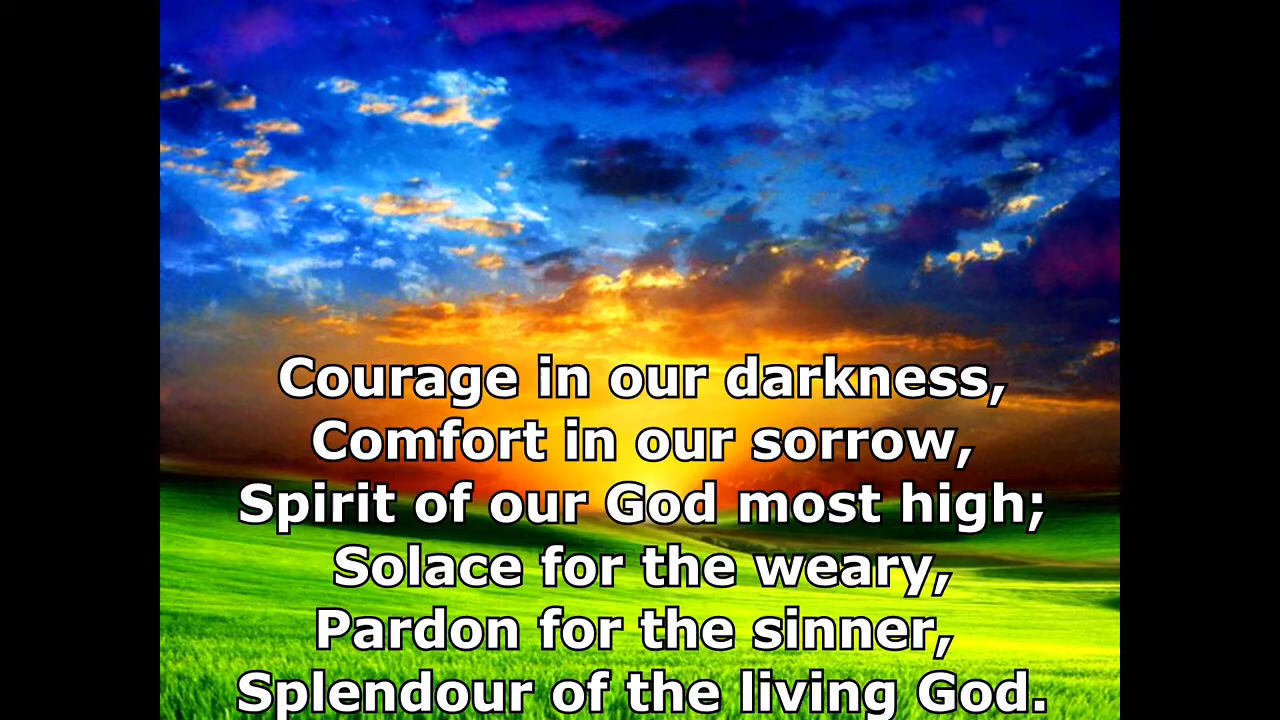 Courage in our darkness,
Comfort in our sorrow,
Spirit of our God most high;
Solace for the weary,
Pardon for the sinner,
Splendour of the living God.